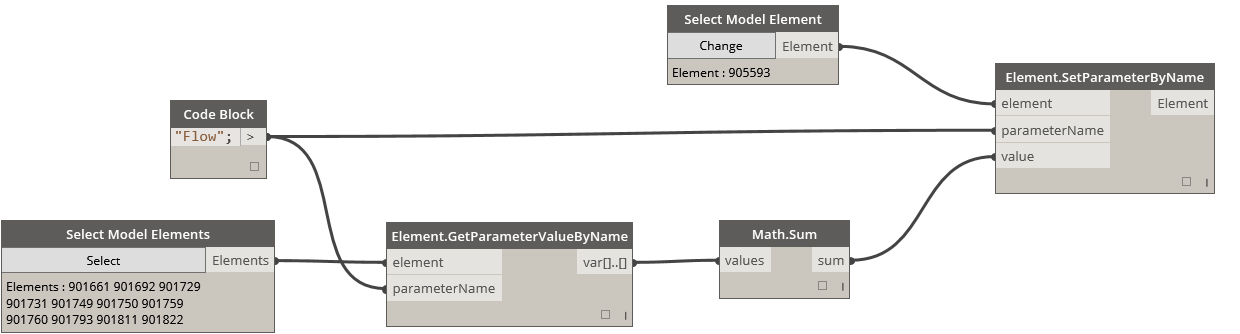 Select Model Element
Change
Element
Element : 905593
Element.SetParameterByName
element
Element
parameterName
value
Code Block
"Flow";
>
Select Model Elements
Select
Elements
Elements : 901661 901692 901729
901731 901749 901750 901759
901760 901793 901811 901822
Element.GetParameterValueByName
element
var[]..[]
parameterName
Math.Sum
values
sum